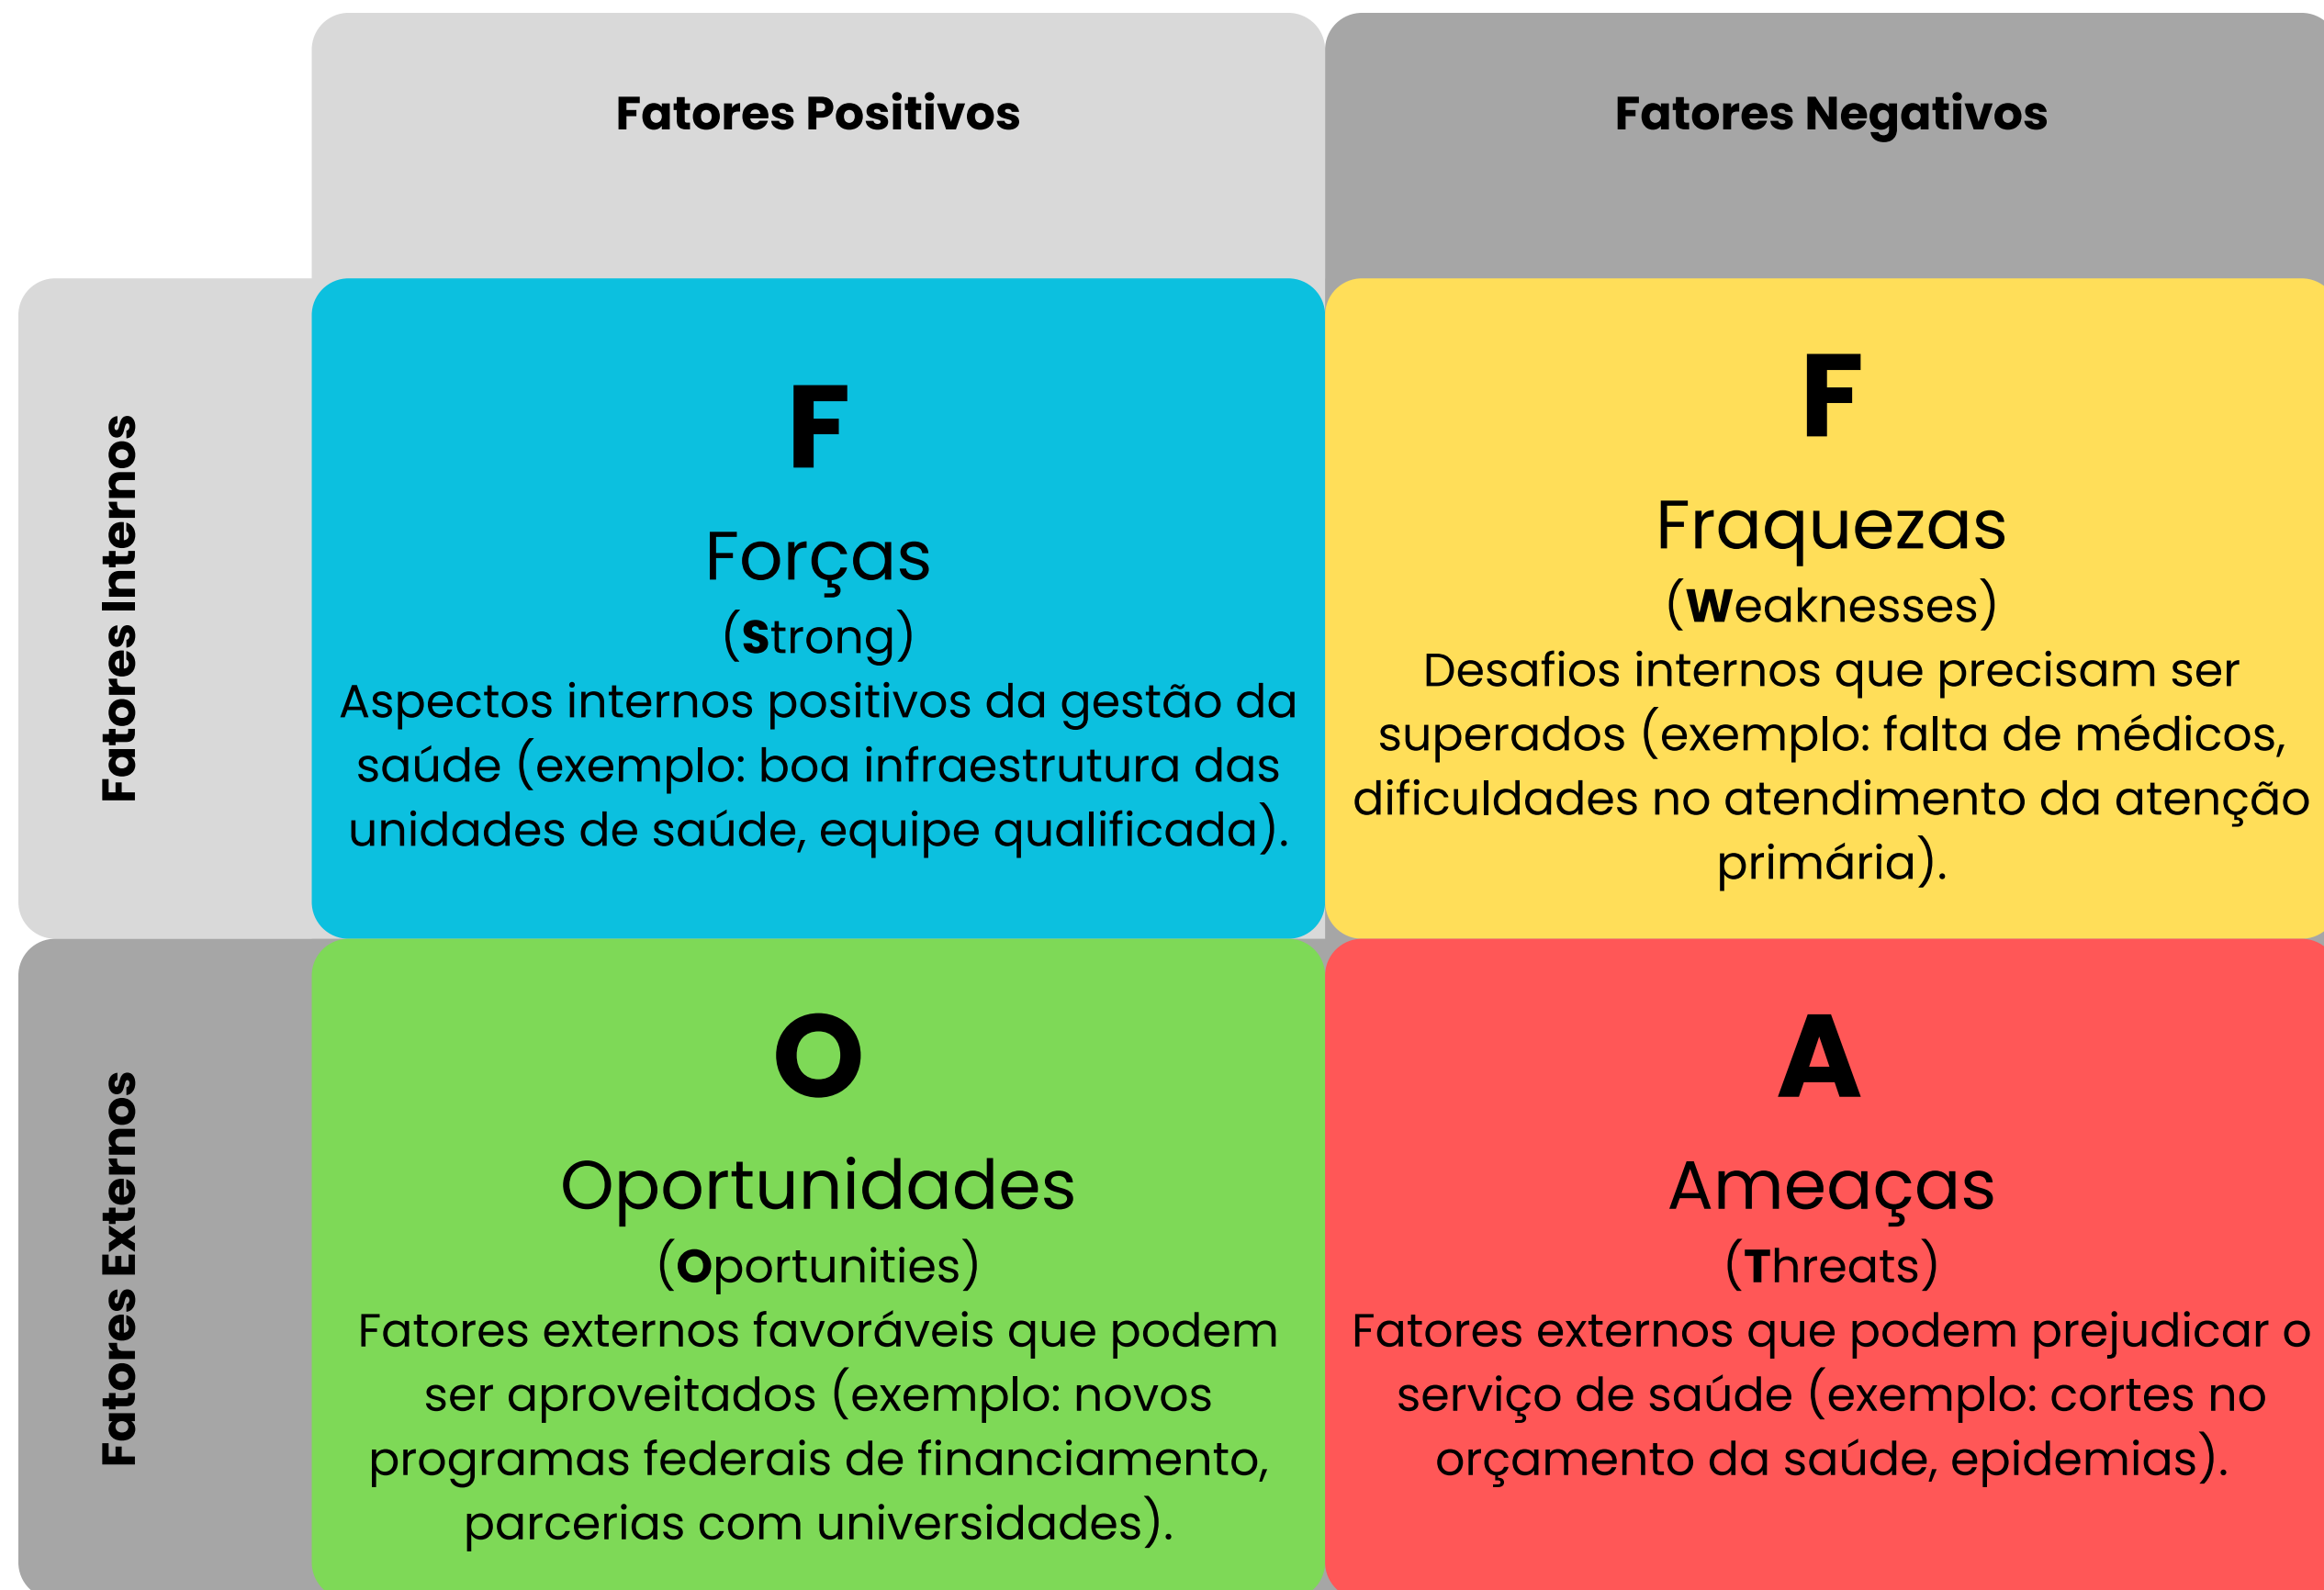 Fatores Positivos
Fatores Negativos
Fatores Internos
F
Forças
(Strong)
Aspectos internos positivos da gestão da
saúde (exemplo: boa infraestrutura das
unidades de saúde, equipe qualificada).
F
Fraquezas
(Weaknesses)
Desafios internos que precisam ser
superados (exemplo: falta de médicos,
dificuldades no atendimento da atenção
primária).
Fatores Externos
O
Oportunidades
(Oportunities)
Fatores externos favoráveis que podem
ser aproveitados (exemplo: novos
programas federais de financiamento,
parcerias com universidades).
A
Ameaças
(Threats)
Fatores externos que podem prejudicar o
serviço de saúde (exemplo: cortes no
orçamento da saúde, epidemias).